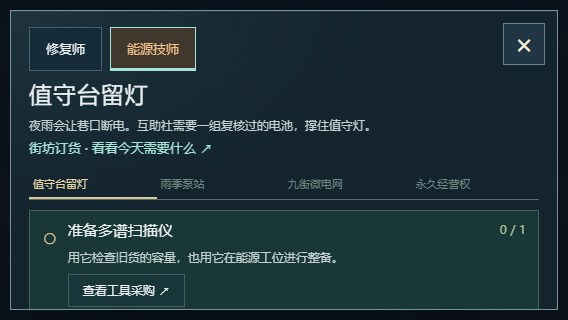 修复师 能源技师 ✕
值守台留灯
夜雨会让巷口断电。互助社需要一组复核过的电池，撑住值守灯。
街坊订货 · 看看今天需要什么 ↗
值守台留灯 雨季泵站 九街微电网 永久经营权
准备多谱扫描仪 0 / 1
用它检查旧货的容量，也用它在能源工位进行整备。
查看工具采购 ↗